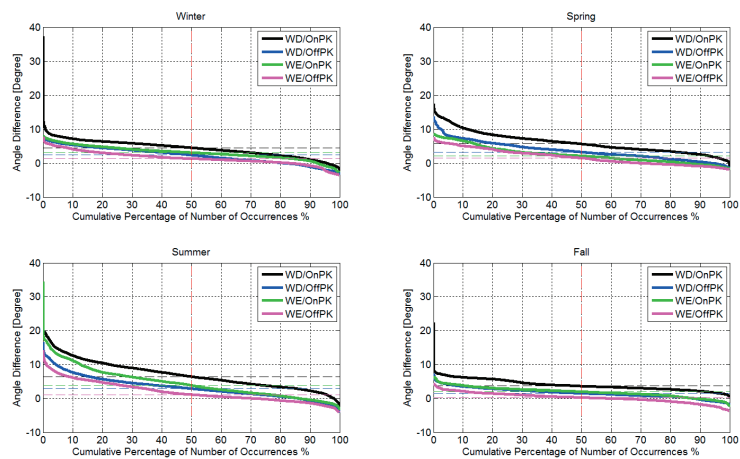 Winter
Angle Difference [Degree]
40
30
20
10
0
-10
WD/OnPK
WD/OffPK
WE/OnPK
WE/OffPK
0 10 20 30 40 50 60 70 80 90 100
Cumulative Percentage of Number of Occurrences %
Spring
Angle Difference [Degree]
40
30
20
10
0
-10
WD/OnPK
WD/OffPK
WE/OnPK
WE/OffPK
0 10 20 30 40 50 60 70 80 90 100
Cumulative Percentage of Number of Occurrences %
Summer
Angle Difference [Degree]
40
30
20
10
0
-10
WD/OnPK
WD/OffPK
WE/OnPK
WE/OffPK
0 10 20 30 40 50 60 70 80 90 100
Cumulative Percentage of Number of Occurrences %
Fall
Angle Difference [Degree]
40
30
20
10
0
-10
WD/OnPK
WD/OffPK
WE/OnPK
WE/OffPK
0 10 20 30 40 50 60 70 80 90 100
Cumulative Percentage of Number of Occurrences %